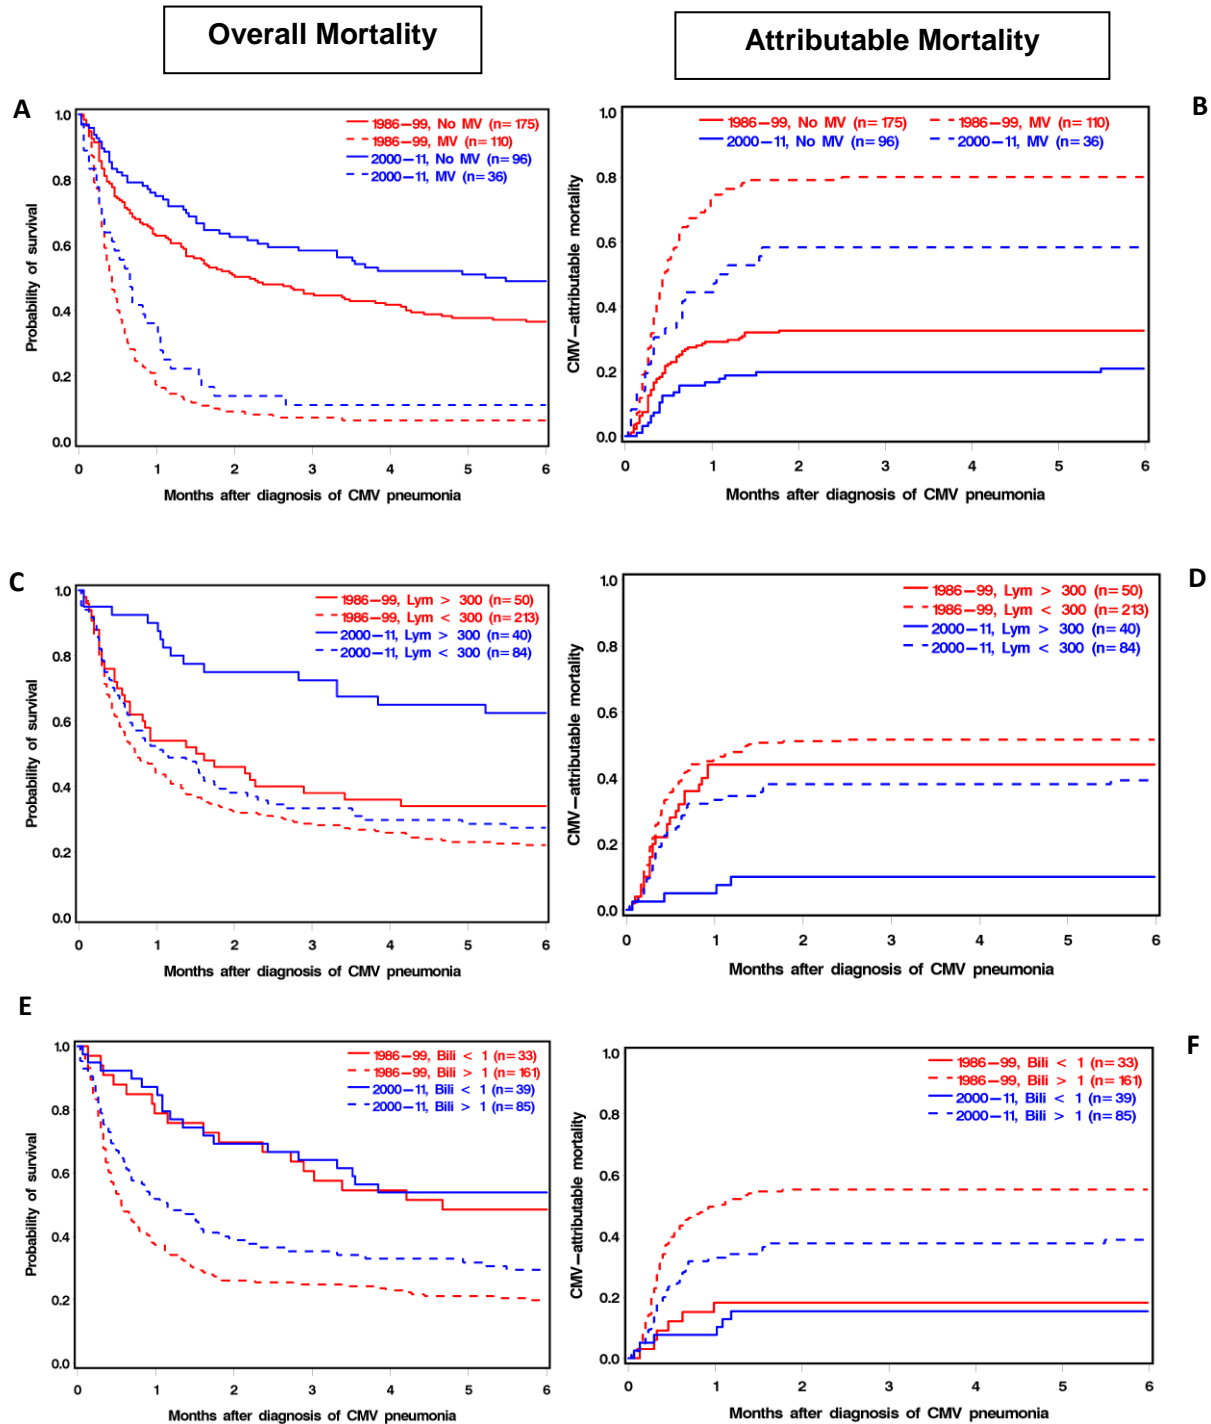 Overall Mortality
Attributable Mortality
A
1.0
0.8
0.6
0.4
0.2
0.0
Probability of survival
1986–99, No MV (n=175)
1986–99, MV (n=110)
2000–11, No MV (n=96)
2000–11, MV (n=36)
0 1 2 3 4 5 6
Months after diagnosis of CMV pneumonia
B
1.0
0.8
0.6
0.4
0.2
0.0
CMV–attributable mortality
1986–99, No MV (n=175) 1986–99, MV (n=110)
2000–11, No MV (n=96) 2000–11, MV (n=36)
0 1 2 3 4 5 6
Months after diagnosis of CMV pneumonia
C
1.0
0.8
0.6
0.4
0.2
0.0
Probability of survival
1986–99, Lym > 300 (n=50)
1986–99, Lym < 300 (n=213)
2000–11, Lym > 300 (n=40)
2000–11, Lym < 300 (n=84)
0 1 2 3 4 5 6
Months after diagnosis of CMV pneumonia
D
1.0
0.8
0.6
0.4
0.2
0.0
CMV–attributable mortality
1986–99, Lym > 300 (n=50)
1986–99, Lym < 300 (n=213)
2000–11, Lym > 300 (n=40)
2000–11, Lym < 300 (n=84)
0 1 2 3 4 5 6
Months after diagnosis of CMV pneumonia
E
1.0
0.8
0.6
0.4
0.2
0.0
Probability of survival
1986–99, Bili < 1 (n=33)
1986–99, Bili > 1 (n=161)
2000–11, Bili < 1 (n=39)
2000–11, Bili > 1 (n=85)
0 1 2 3 4 5 6
Months after diagnosis of CMV pneumonia
F
1.0
0.8
0.6
0.4
0.2
0.0
CMV–attributable mortality
1986–99, Bili < 1 (n=33)
1986–99, Bili > 1 (n=161)
2000–11, Bili < 1 (n=39)
2000–11, Bili > 1 (n=85)
0 1 2 3 4 5 6
Months after diagnosis of CMV pneumonia